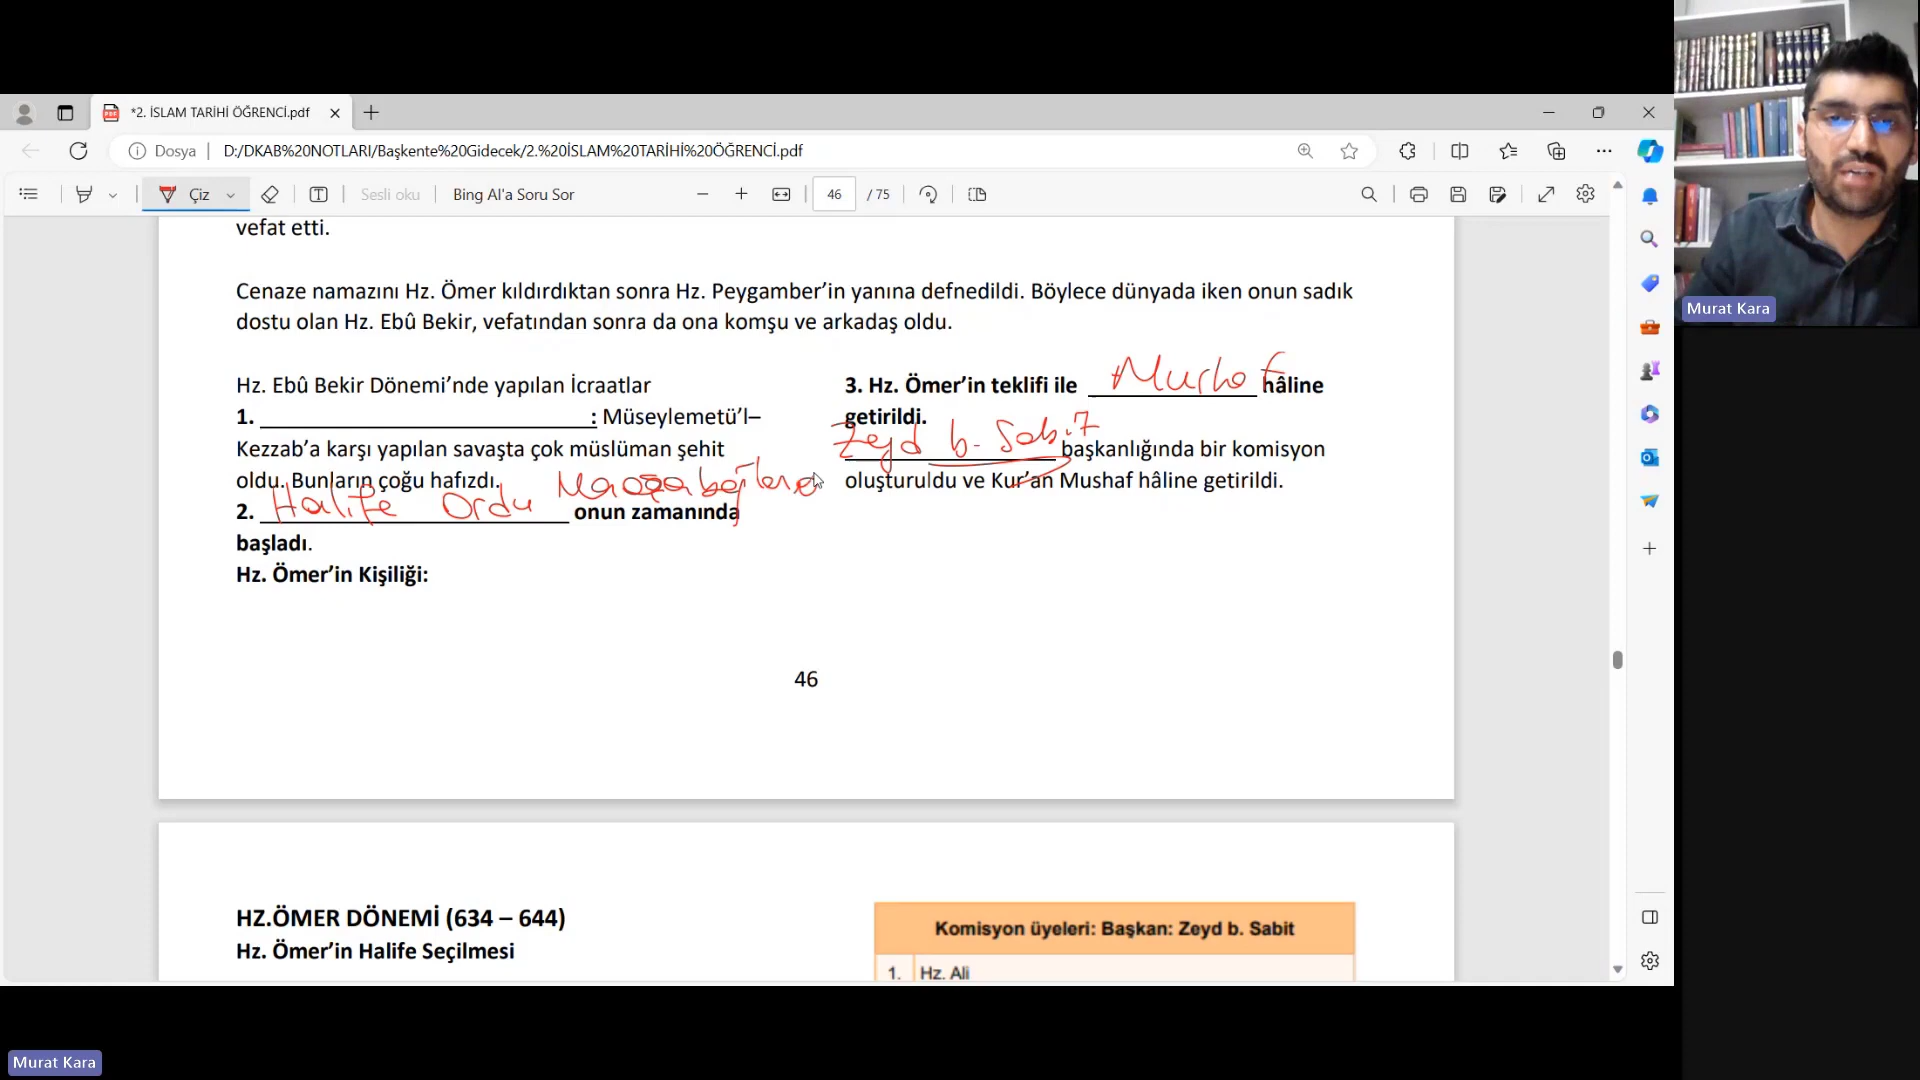 *2. İSLAM TARİHİ ÖĞRENCİ.pdf
Dosya
D:/DKAB%20NOTLARI/Başkente%20Gidecek/2.%20İSLAM%20TARİHİ%20ÖĞRENCİ.pdf
Çiz
Sesli oku
Bing AI'a Soru Sor
46 / 75
vefat etti.
Cenaze namazını Hz. Ömer kıldırdıktan sonra Hz. Peygamber'in yanına defnedildi. Böylece dünyada iken onun sadık
dostu olan Hz. Ebû Bekir, vefatından sonra da ona komşu ve arkadaş oldu.
Hz. Ebû Bekir Dönemi'nde yapılan İcraatlar
1. : Müseylemetü'l–
Kezzab'a karşı yapılan savaşta çok müslüman şehit
oldu. Bunların çoğu hafızdı.
2. Halife Ordu onun zamanında
başladı.
Hz. Ömer'in Kişiliği:
3. Hz. Ömer'in teklifi ile Mushaf hâline
getirildi.
Zeyd b. Sabit başkanlığında bir komisyon
oluşturuldu ve Kur'an Mushaf hâline getirildi.
46
HZ.ÖMER DÖNEMİ (634 – 644)
Hz. Ömer'in Halife Seçilmesi
Komisyon üyeleri: Başkan: Zeyd b. Sabit
1. Hz. Ali
Murat Kara
Murat Kara